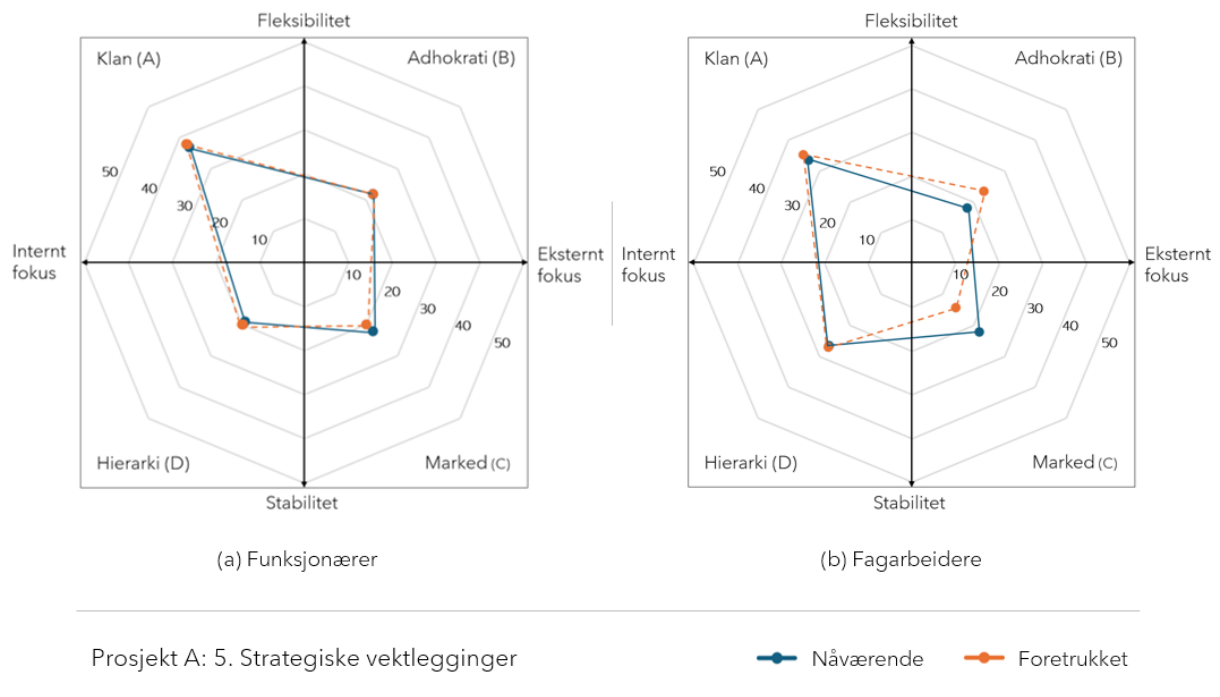 Fleksibilitet
Klan (A)
Adhokrati (B)
50
40
30
20
10
Internt
fokus
Eksternt
fokus
10
20
30
40
50
Hierarki (D)
Marked (C)
Stabilitet
(a) Funksjonærer
Fleksibilitet
Klan (A)
Adhokrati (B)
50
40
30
20
10
Internt
fokus
Eksternt
fokus
10
20
30
40
50
Hierarki (D)
Marked (C)
Stabilitet
(b) Fagarbeidere
Prosjekt A: 5. Strategiske vektlegginger
Nåværende
Foretrukket